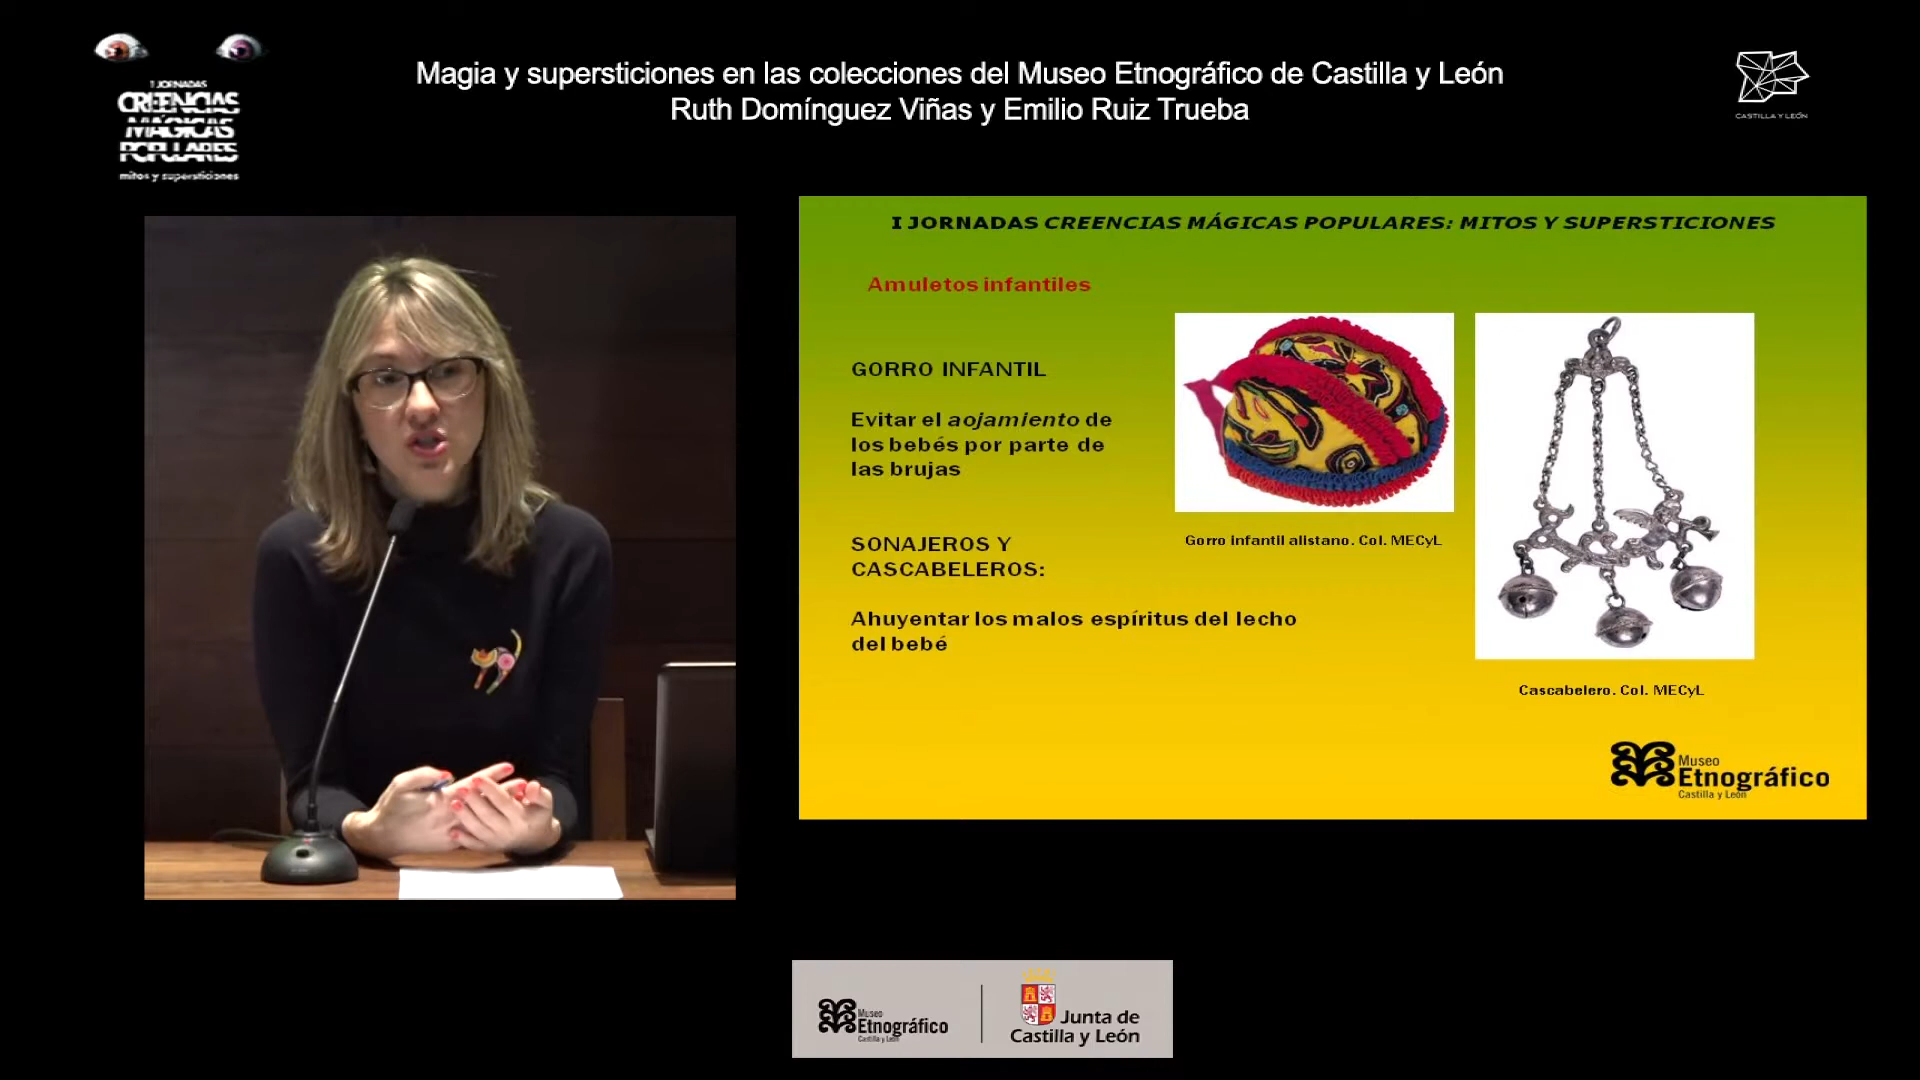 I JORNADAS
CREENCIAS
MÁGICAS
POPULARES
mitos y supersticiones
Magia y supersticiones en las colecciones del Museo Etnográfico de Castilla y León
Ruth Domínguez Viñas y Emilio Ruiz Trueba
CASTILLA Y LEÓN
I JORNADAS CREENCIAS MÁGICAS POPULARES: MITOS Y SUPERSTICIONES
Amuletos infantiles
GORRO INFANTIL
Evitar el aojamiento de
los bebés por parte de
las brujas
SONAJEROS Y
CASCABELEROS:
Ahuyentar los malos espíritus del lecho
del bebé
Gorro infantil alistano. Col. MECyL
Cascabelero. Col. MECyL
Museo
Etnográfico
Castilla y León
Museo
Etnográfico
Castilla y León
Junta de
Castilla y León